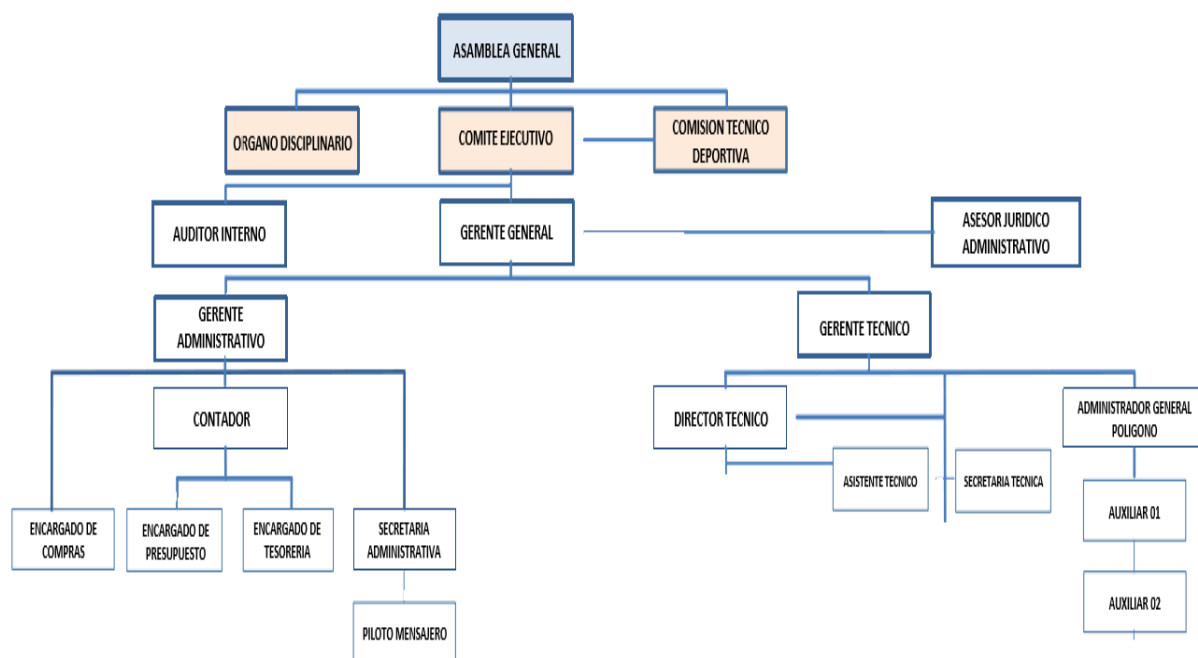 ASAMBLEA GENERAL
ORGANO DISCIPLINARIO
COMITE EJECUTIVO
COMISION TECNICO
DEPORTIVA
AUDITOR INTERNO
GERENTE GENERAL
ASESOR JURIDICO
ADMINISTRATIVO
GERENTE
ADMINISTRATIVO
GERENTE TECNICO
CONTADOR
DIRECTOR TECNICO
ADMINISTRADOR GENERAL
POLIGONO
ASISTENTE TECNICO
SECRETARIA TECNICA
AUXILIAR 01
ENCARGADO DE
COMPRAS
ENCARGADO DE
PRESUPUESTO
ENCARGADO DE
TESORERIA
SECRETARIA
ADMINISTRATIVA
AUXILIAR 02
PILOTO MENSAJERO